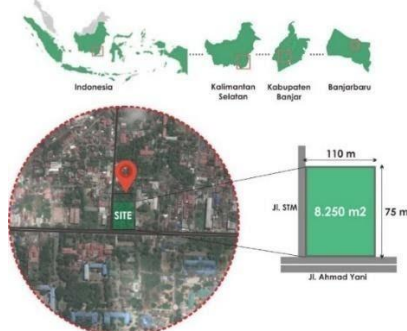 Indonesia
Kalimantan
Selatan
Kabupaten
Banjar
Banjarbaru
SITE
110 m
Jl. STM
8.250 m2
75 m
Jl. Ahmad Yani